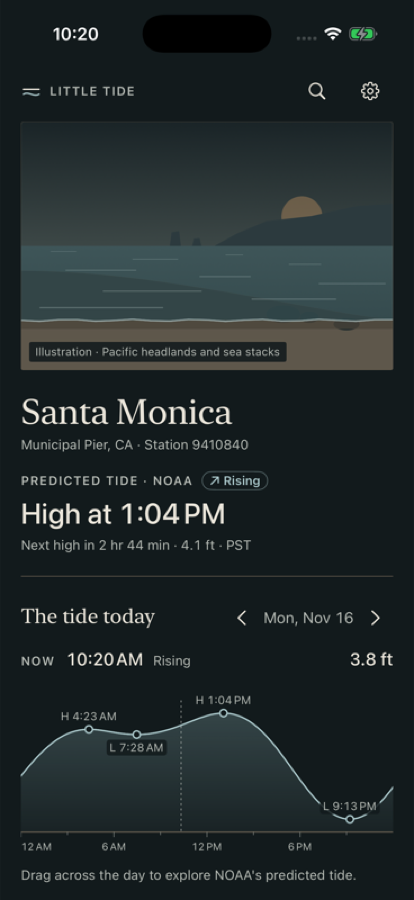 10:20
LITTLE TIDE
Illustration · Pacific headlands and sea stacks
Santa Monica
Municipal Pier, CA · Station 9410840
PREDICTED TIDE · NOAA ↗ Rising
High at 1:04 PM
Next high in 2 hr 44 min · 4.1 ft · PST
The tide today < Mon, Nov 16 >
NOW 10:20 AM Rising 3.8 ft
H 1:04 PM
H 4:23 AM
L 7:28 AM
L 9:13 PM
12 AM 6 AM 12 PM 6 PM
Drag across the day to explore NOAA's predicted tide.